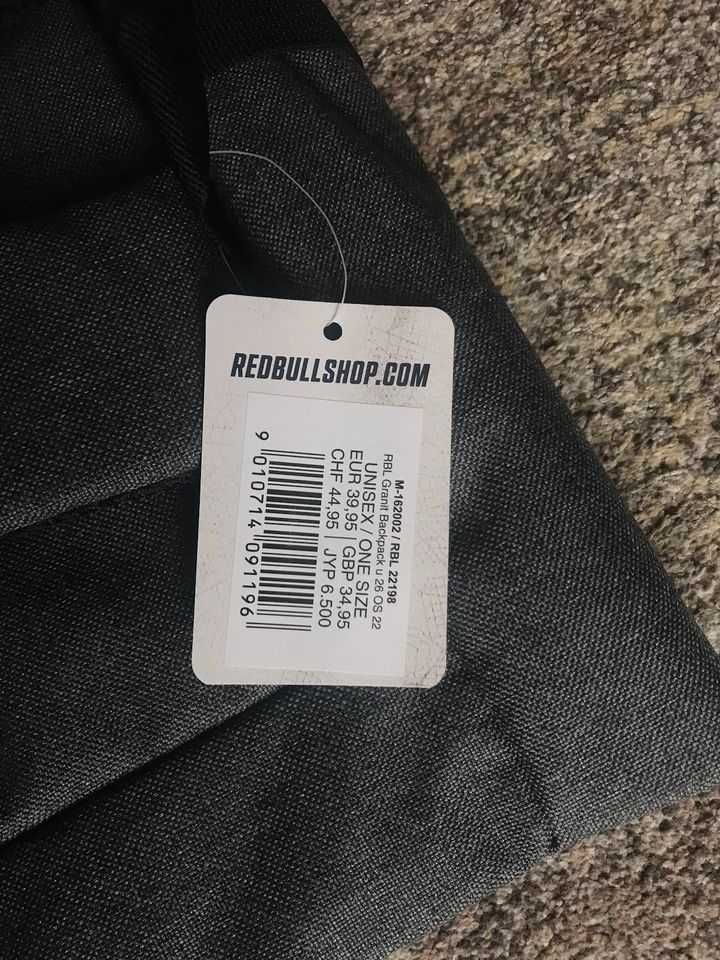 REDBULLSHOP.COM
M-162002 / RBL 22198
RBL Granit Backpack u 26 OS 22
UNISEX / ONE SIZE
EUR 39,95 | GBP 34,95
CHF 44,95 | JYP 6.500
9 010714 091196